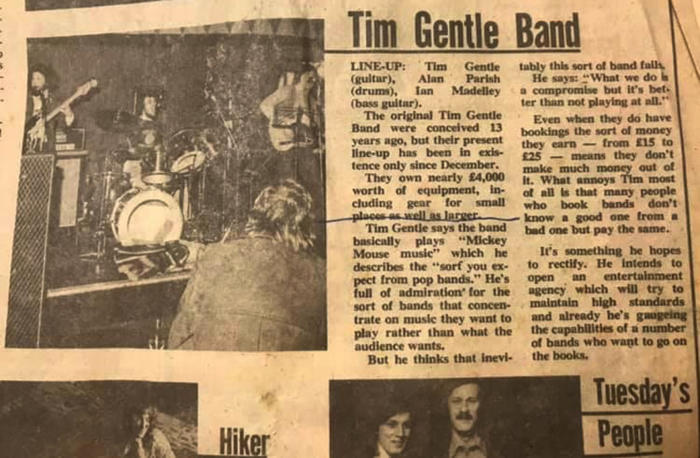 Tim Gentle Band
LINE-UP: Tim Gentle
(guitar), Alan Parish
(drums), Ian Madelley
(bass guitar).
The original Tim Gentle
Band were conceived 13
years ago, but their present
line-up has been in exis-
tence only since December.
They own nearly £4,000
worth of equipment, in-
cluding gear for small
places as well as larger.
Tim Gentle says the band
basically plays "Mickey
Mouse music" which he
describes the "sorf you ex-
pect from pop bands." He's
full of admiration for the
sort of bands that concen-
trate on music they want to
play rather than what the
audience wants.
But he thinks that inevi-
tably this sort of band fails.
He says: "What we do is
a compromise but it's bet-
ter than not playing at all."
Even when they do have
bookings the sort of money
they earn — from £15 to
£25 — means they don't
make much money out of
it. What annoys Tim most
of all is that many people
who book bands don't
know a good one from a
bad one but pay the same.
It's something he hopes
to rectify. He intends to
open an entertainment
agency which will try to
maintain high standards
and already he's gaugeing
the capabilities of a number
of bands who want to go on
the books.
Hiker
Tuesday's
People